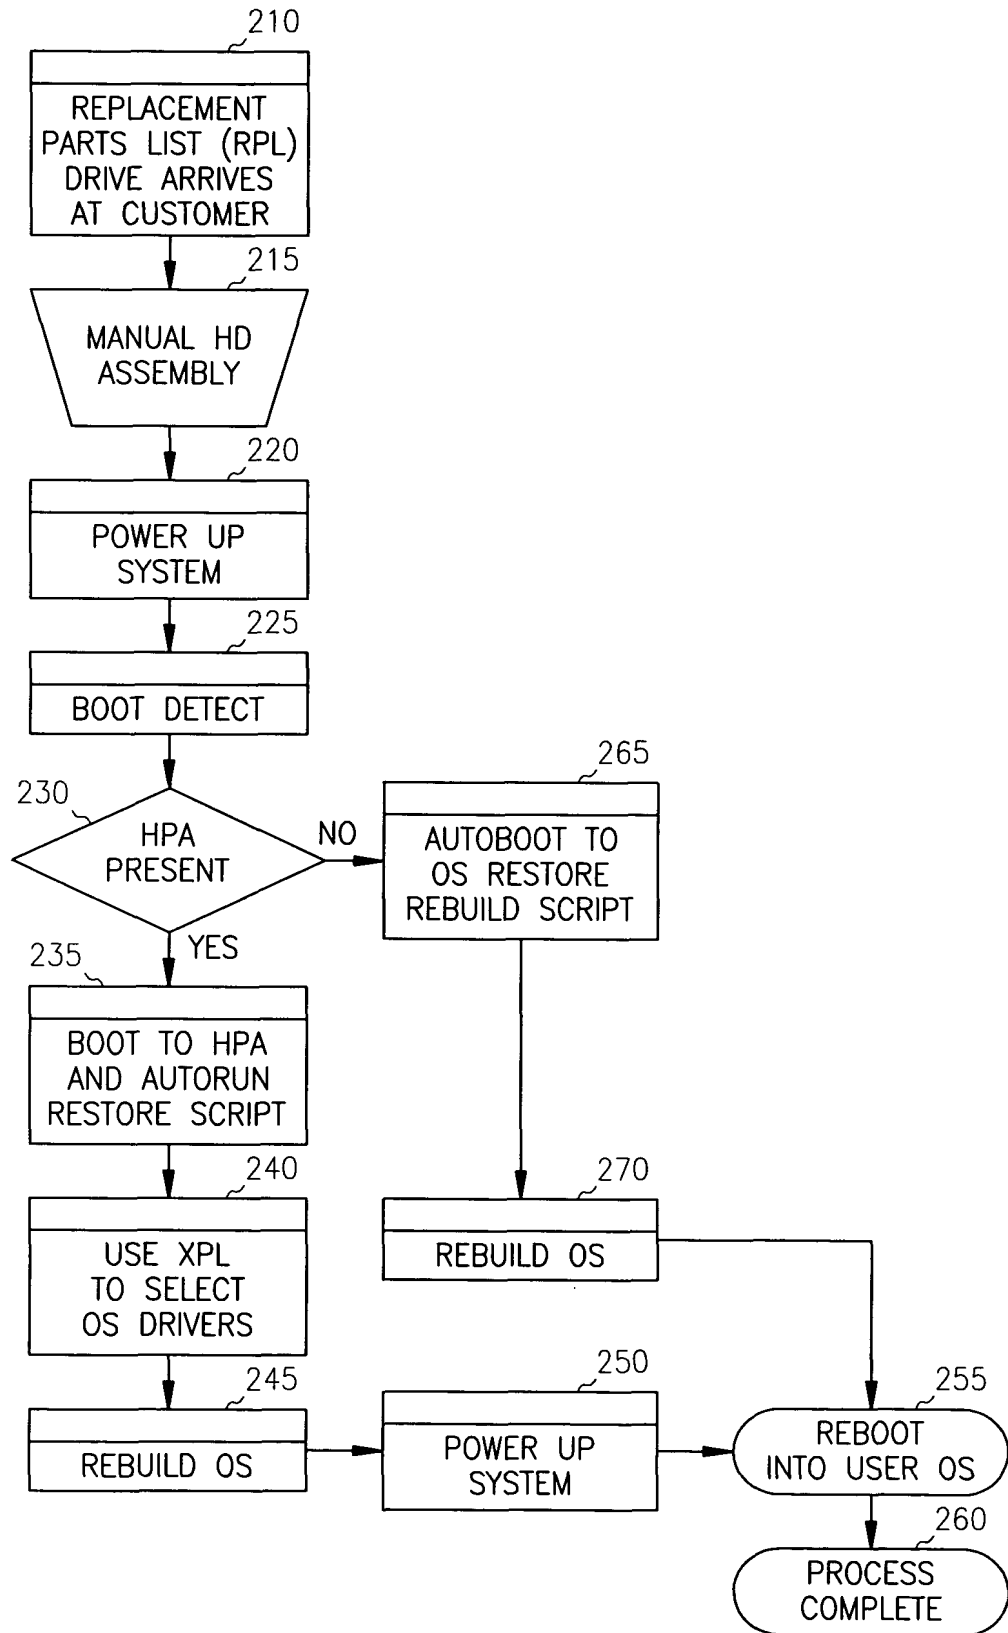 210
REPLACEMENT
PARTS LIST (RPL)
DRIVE ARRIVES
AT CUSTOMER
215
MANUAL HD
ASSEMBLY
220
POWER UP
SYSTEM
225
BOOT DETECT
230
HPA
PRESENT
NO
YES
265
AUTOBOOT TO
OS RESTORE
REBUILD SCRIPT
235
BOOT TO HPA
AND AUTORUN
RESTORE SCRIPT
240
USE XPL
TO SELECT
OS DRIVERS
270
REBUILD OS
245
REBUILD OS
250
POWER UP
SYSTEM
255
REBOOT
INTO USER OS
260
PROCESS
COMPLETE